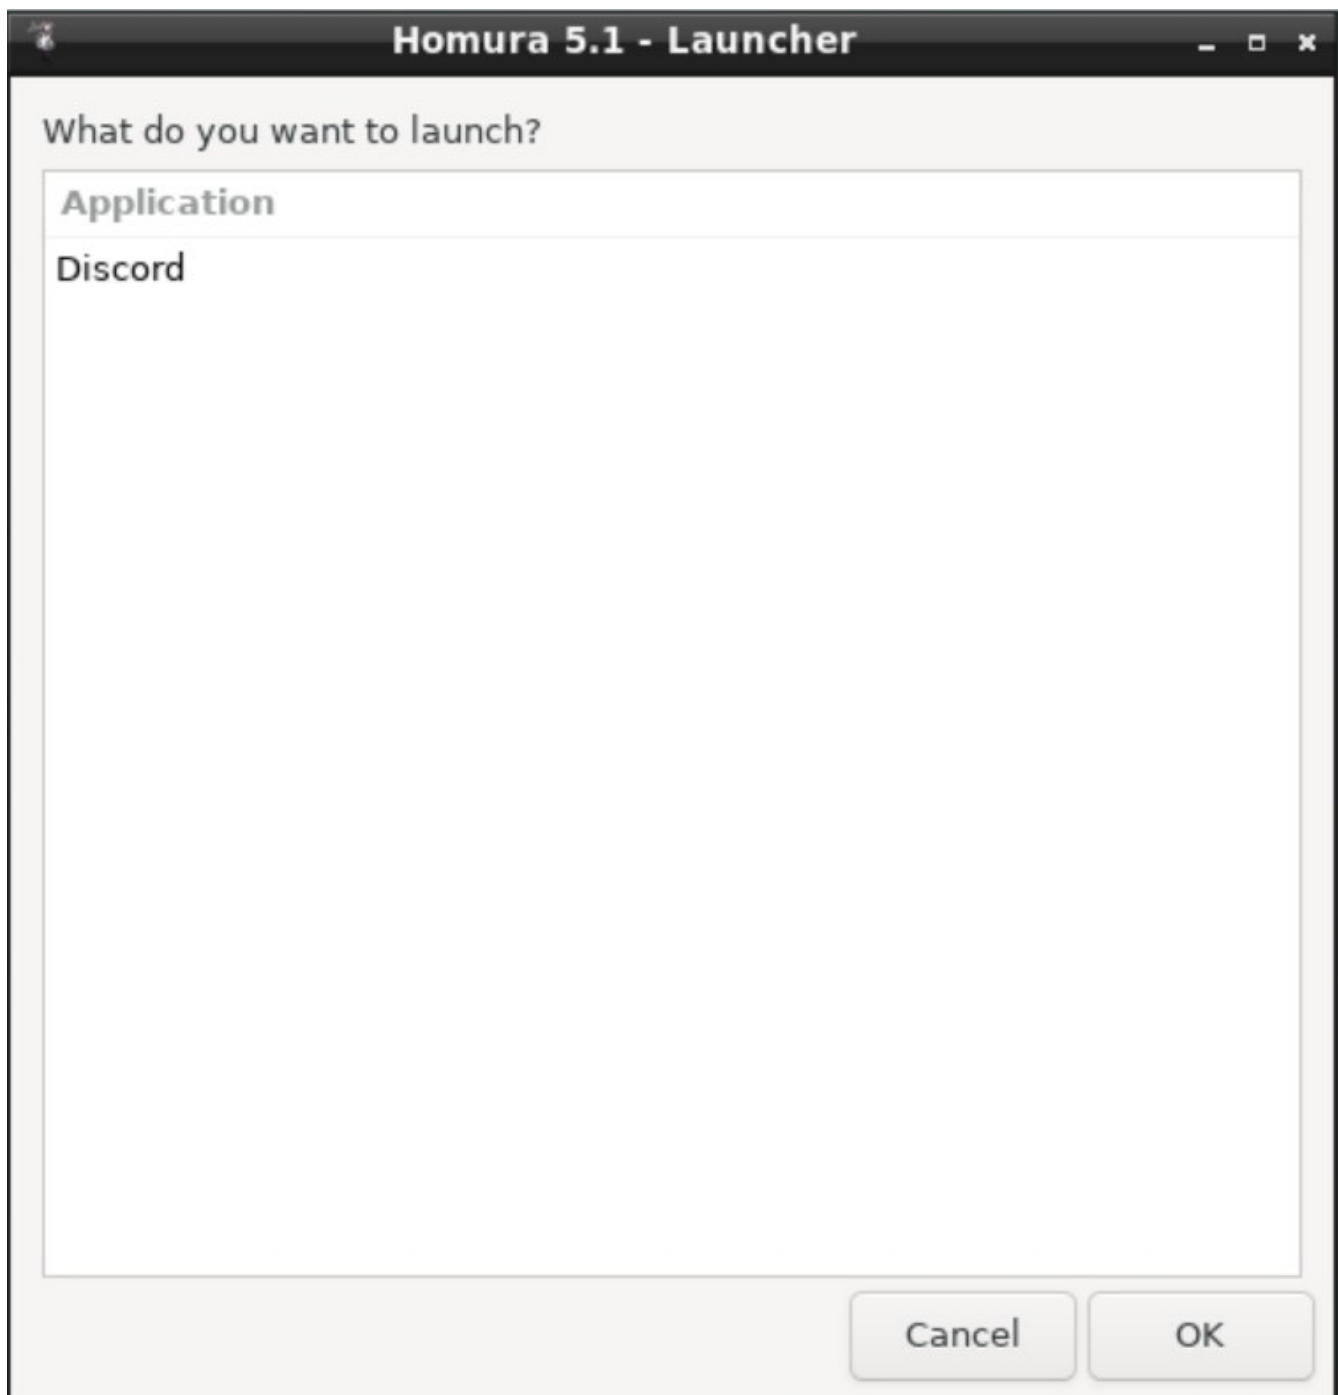 Homura 5.1 - Launcher
What do you want to launch?
Application
Discord
Cancel
OK